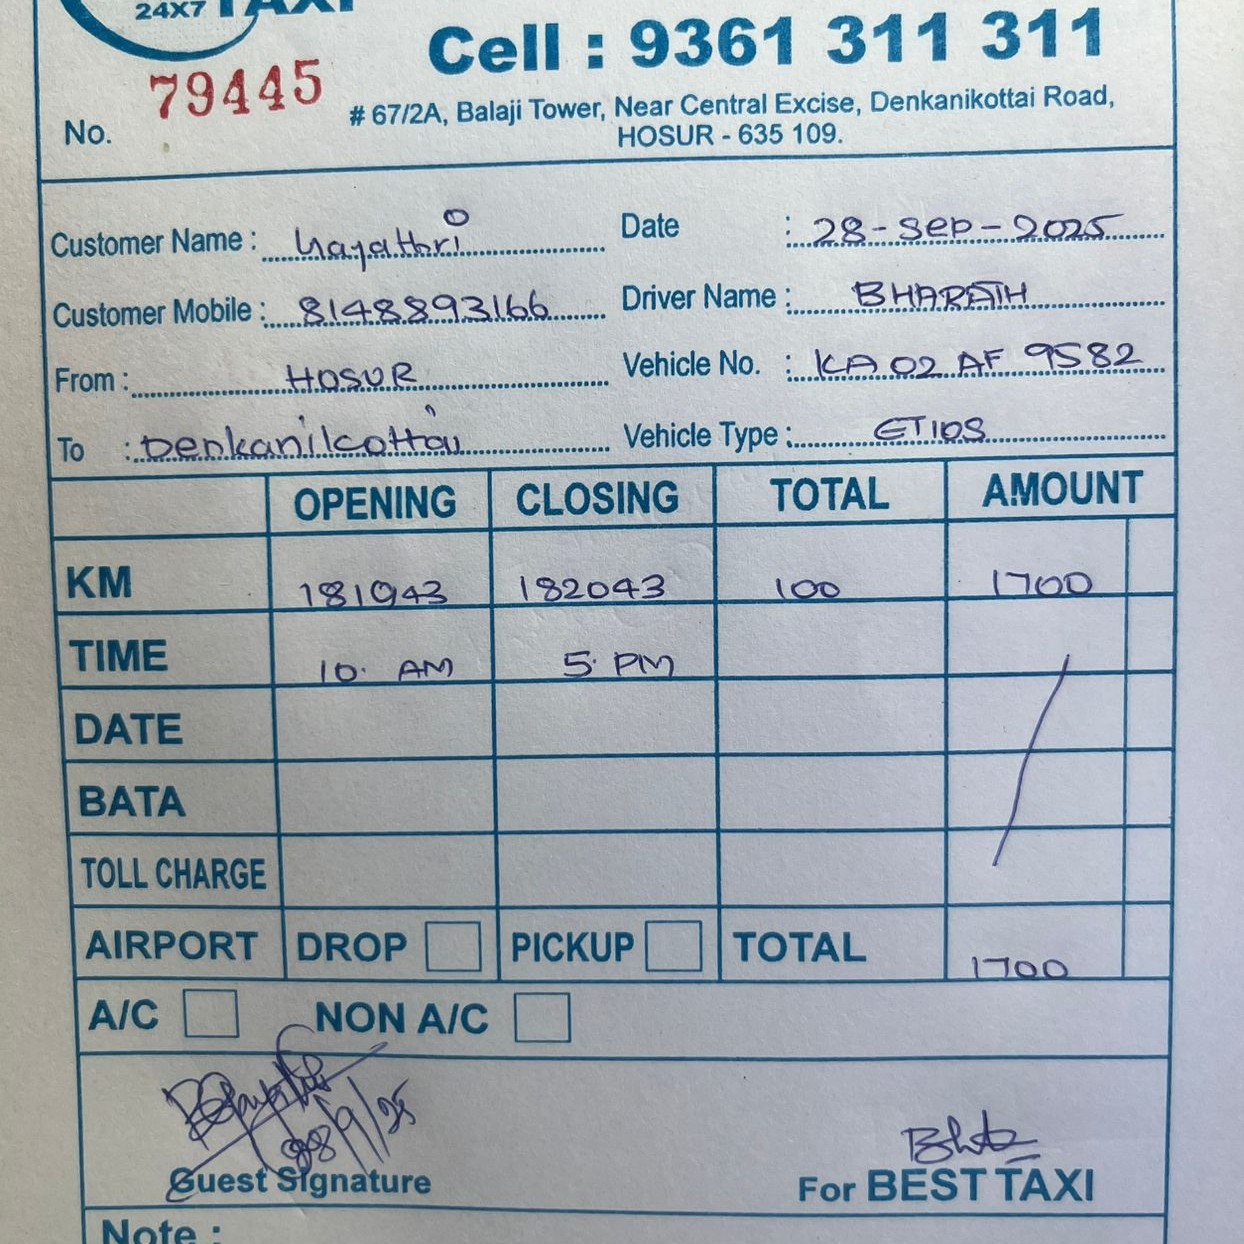 24X7 TAXI
Cell : 9361 311 311
No. 79445
# 67/2A, Balaji Tower, Near Central Excise, Denkanikottai Road,
HOSUR - 635 109.
Customer Name : Gayathri Date : 28-Sep-2025
Customer Mobile : 8148893166 Driver Name : BHARATH
From : HOSUR Vehicle No. : KA 02 AF 9582
To : Denkanikottai Vehicle Type : ETIOS
OPENING CLOSING TOTAL AMOUNT
KM 181943 182043 100 1700
TIME 10. AM 5. PM
DATE
BATA
TOLL CHARGE
AIRPORT DROP PICKUP TOTAL 1700
A/C NON A/C
28/9/25
Guest Signature For BEST TAXI
Note :